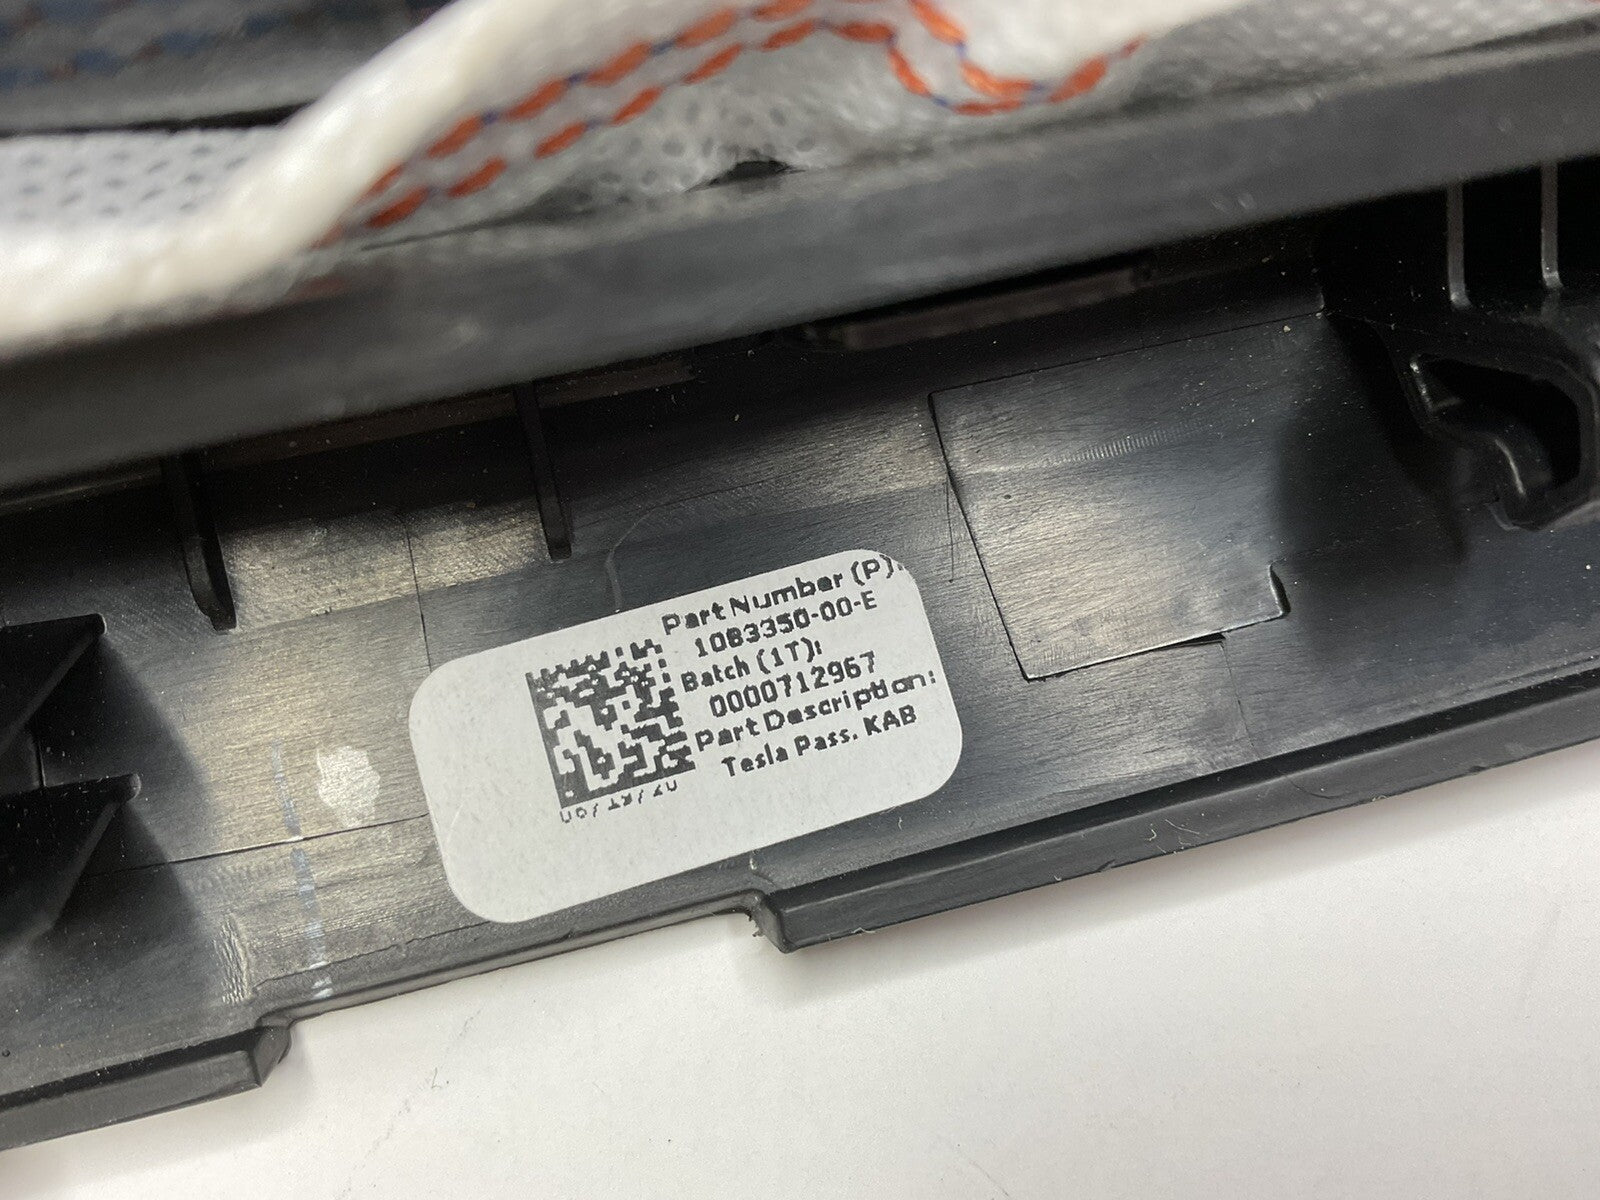 Part Number (P):
1083350-00-E
Batch (1T):
0000712967
Part Description:
Tesla Pass. KAB